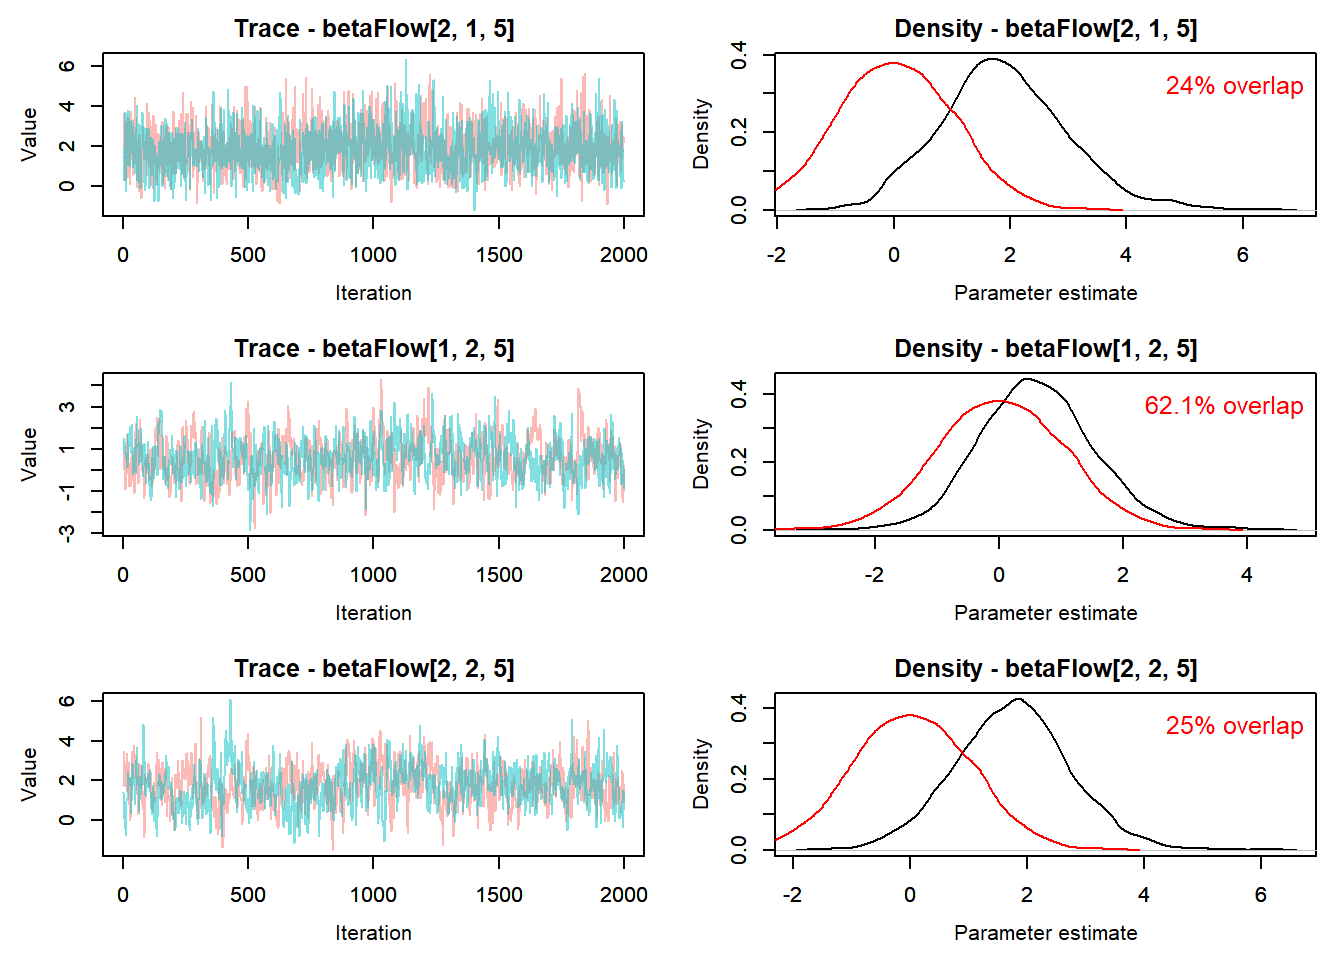 Trace - betaFlow[2, 1, 5]
Value
0 2 4 6
0 500 1000 1500 2000
Iteration
Density - betaFlow[2, 1, 5]
Density
0.0 0.2 0.4
24% overlap
-2 0 2 4 6
Parameter estimate
Trace - betaFlow[1, 2, 5]
Value
-3 -1 1 3
0 500 1000 1500 2000
Iteration
Density - betaFlow[1, 2, 5]
Density
0.0 0.2 0.4
62.1% overlap
-2 0 2 4
Parameter estimate
Trace - betaFlow[2, 2, 5]
Value
0 2 4 6
0 500 1000 1500 2000
Iteration
Density - betaFlow[2, 2, 5]
Density
0.0 0.2 0.4
25% overlap
-2 0 2 4 6
Parameter estimate